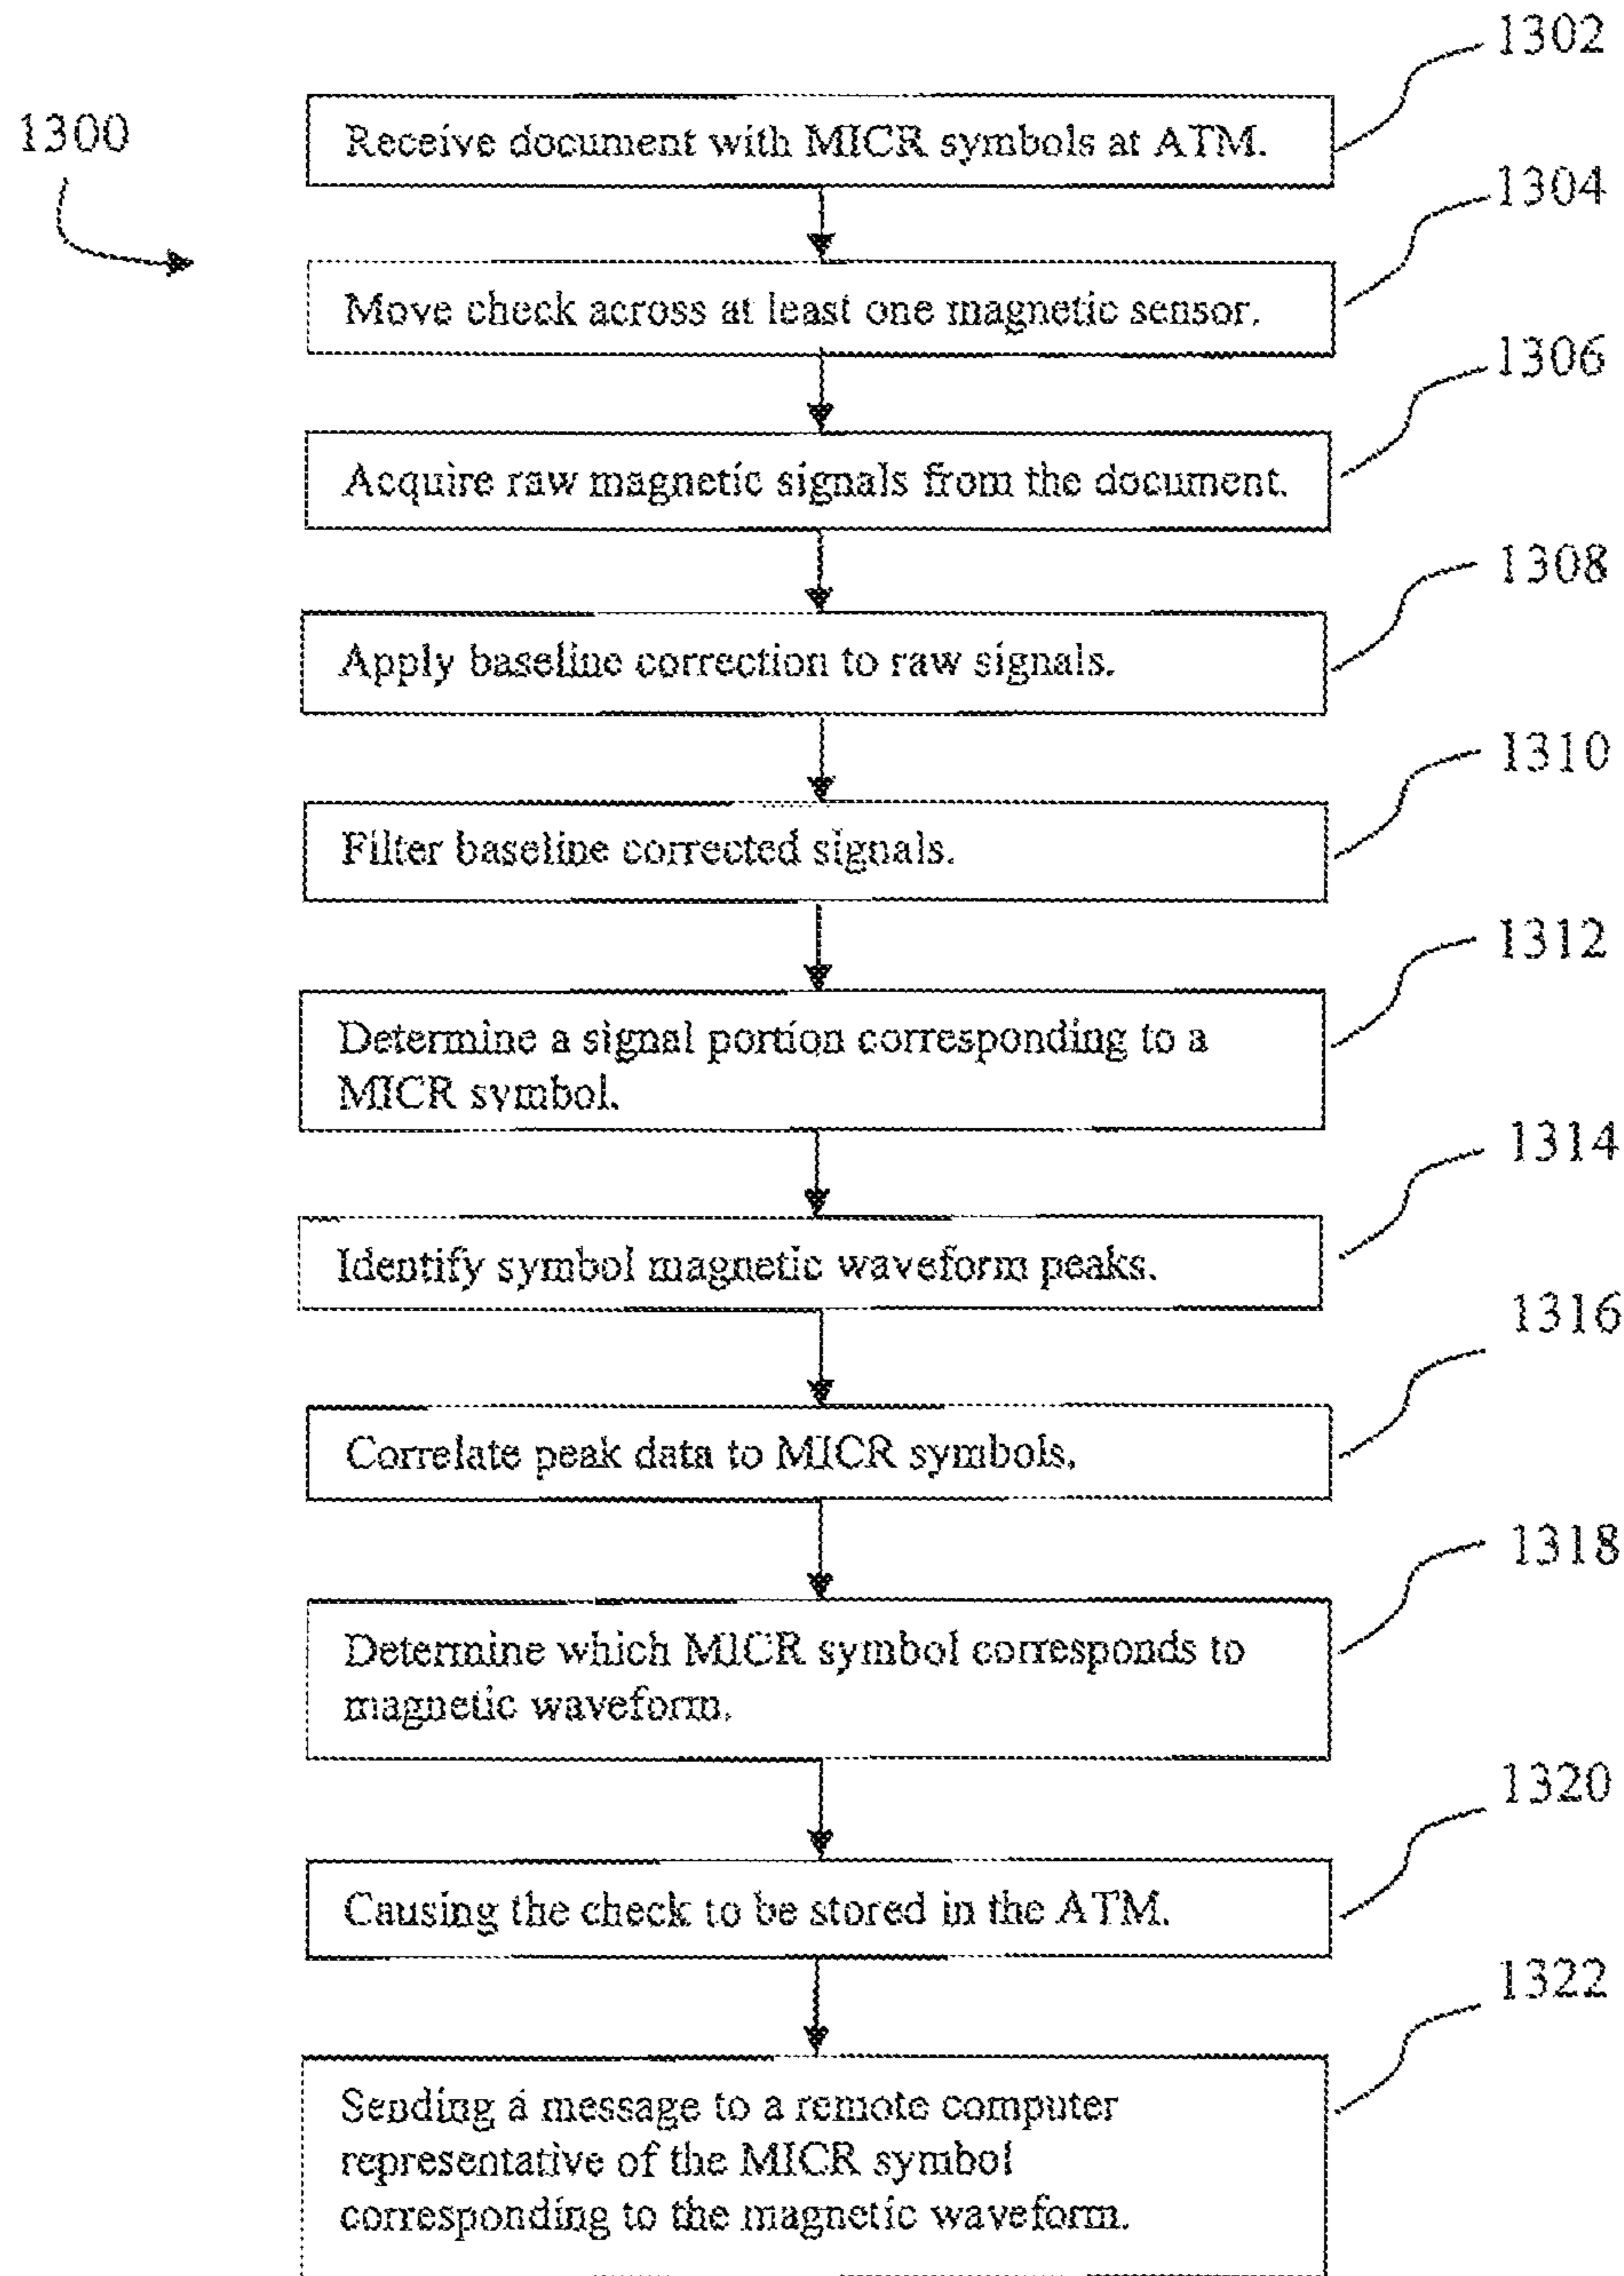 1300
1302
Receive document with MICR symbols at ATM.
1304
Move check across at least one magnetic sensor.
1306
Acquire raw magnetic signals from the document.
1308
Apply baseline correction to raw signals.
1310
Filter baseline corrected signals.
1312
Determine a signal portion corresponding to a
MICR symbol.
1314
Identify symbol magnetic waveform peaks.
1316
Correlate peak data to MICR symbols.
1318
Determine which MICR symbol corresponds to
magnetic waveform.
1320
Causing the check to be stored in the ATM.
1322
Sending a message to a remote computer
representative of the MICR symbol
corresponding to the magnetic waveform.